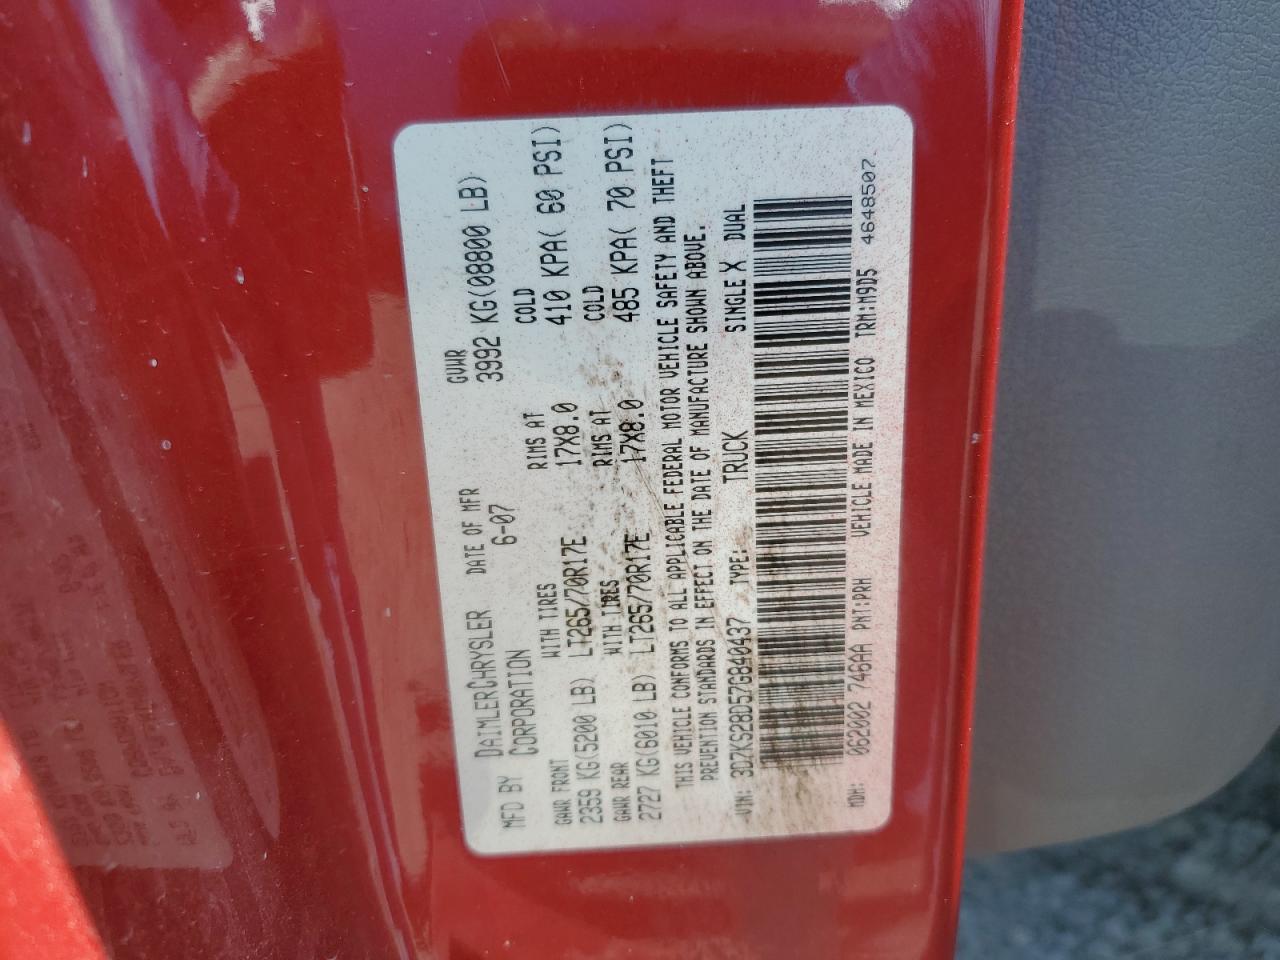 MFD BY DAIMLERCHRYSLER CORPORATION
DATE OF MFR 6-07
GVWR 3992 KG(08800 LB)
GAWR FRONT WITH TIRES RIMS AT COLD
2359 KG(5200 LB) LT265/70R17E 17X8.0 410 KPA( 60 PSI)
GAWR REAR WITH TIRES RIMS AT COLD
2727 KG(6010 LB) LT265/70R17E 17X8.0 485 KPA( 70 PSI)
THIS VEHICLE CONFORMS TO ALL APPLICABLE FEDERAL MOTOR VEHICLE SAFETY AND THEFT
PREVENTION STANDARDS IN EFFECT ON THE DATE OF MANUFACTURE SHOWN ABOVE.
VIN: 3D7KS28D57G840437 TYPE: TRUCK SINGLE X DUAL
MDH: 062002 746AA PNT:PRH VEHICLE MADE IN MEXICO TRM:M9D5 4648507